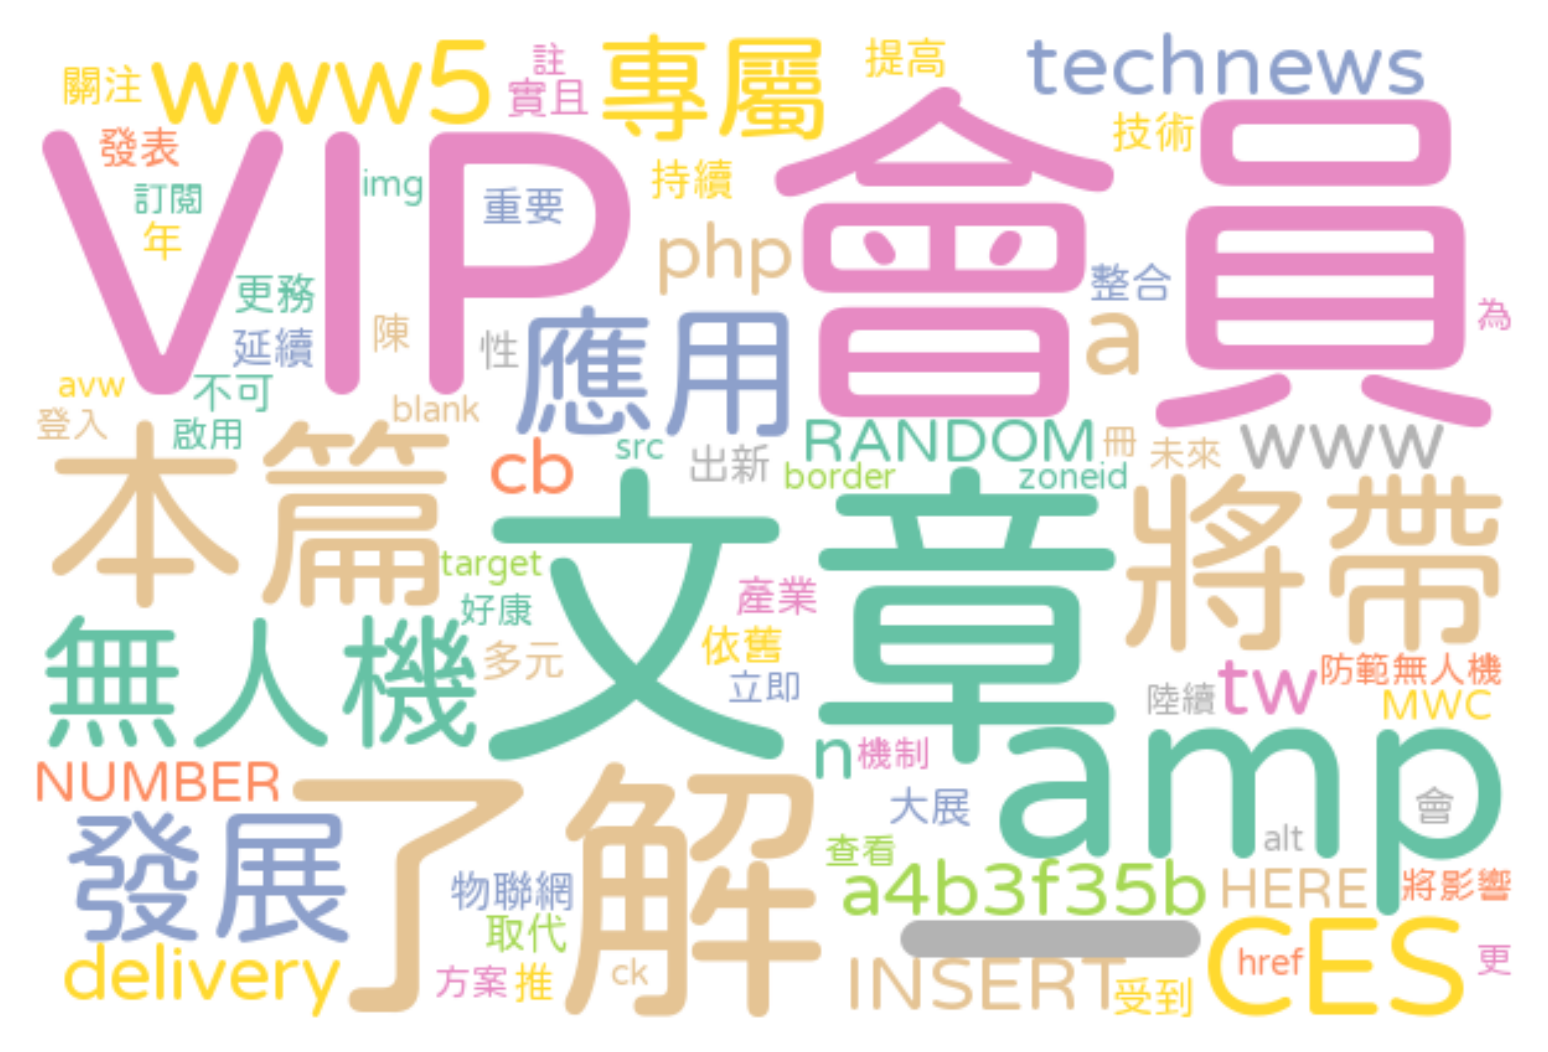 technews
註
www5
專屬
提高
關注
實且
VIP
會員
技術
發表
img
持續
訂閱
重要
年
php
整合
更務
為
應用
a
延續
陳
性
avw
不可
blank
登入
啟用
本篇
RANDOM
冊
未來
www
cb
src
出新
border
zoneid
文章
將帶
target
產業
好康
無人機
依舊
多元
立即
tw
防範無人機
陸續
MWC
n
機制
amp
NUMBER
了解
大展
會
發展
alt
查看
物聯網
a4b3f35b
HERE
將影響
取代
delivery
CES
方案
推
ck
href
更
INSERT
受到